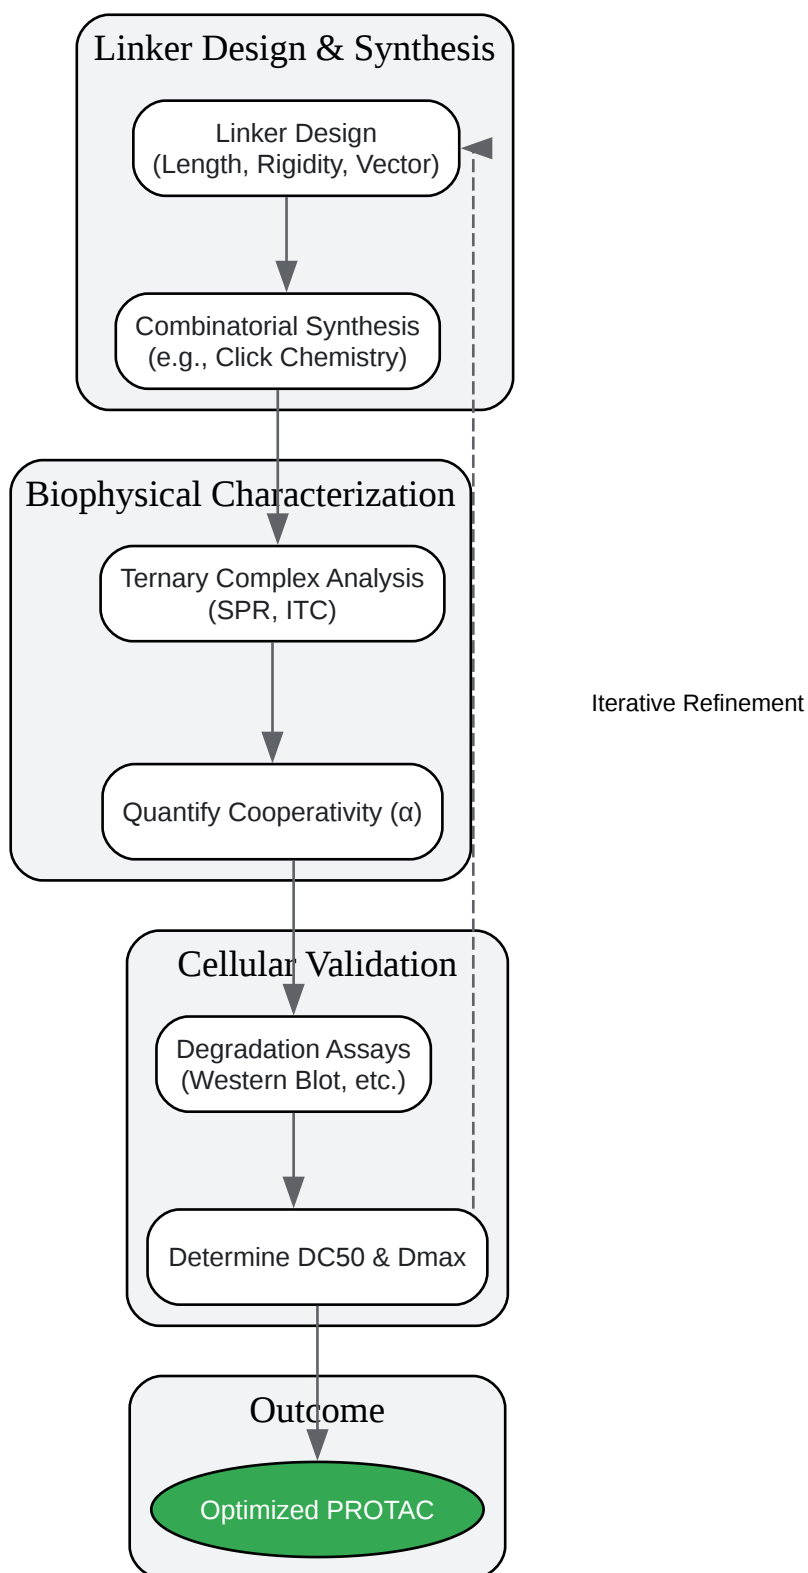 Linker Design & Synthesis
Linker Design
(Length, Rigidity, Vector)
Combinatorial Synthesis
(e.g., Click Chemistry)
Biophysical Characterization
Ternary Complex Analysis
(SPR, ITC)
Iterative Refinement
Quantify Cooperativity (α)
Cellular Validation
Degradation Assays
(Western Blot, etc.)
Determine DC50 & Dmax
Outcome
Optimized PROTAC